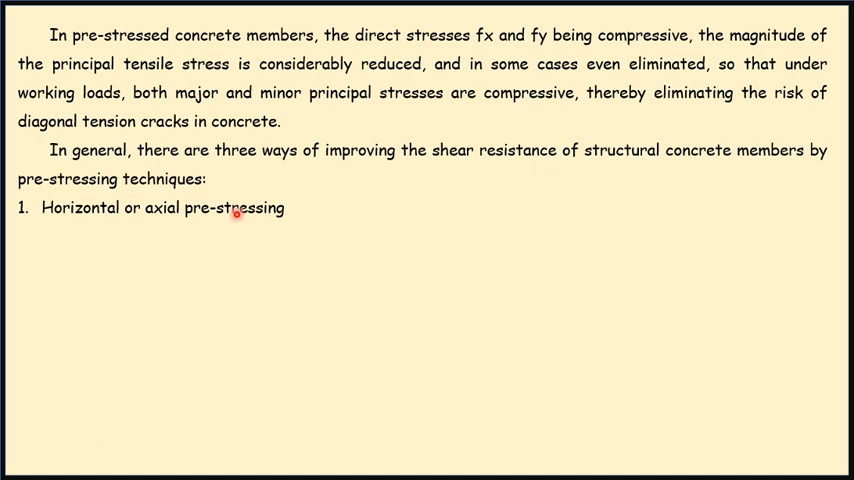 In pre-stressed concrete members, the direct stresses fx and fy being compressive, the magnitude of
the principal tensile stress is considerably reduced, and in some cases even eliminated, so that under
working loads, both major and minor principal stresses are compressive, thereby eliminating the risk of
diagonal tension cracks in concrete.
In general, there are three ways of improving the shear resistance of structural concrete members by
pre-stressing techniques:
1. Horizontal or axial pre-stressing